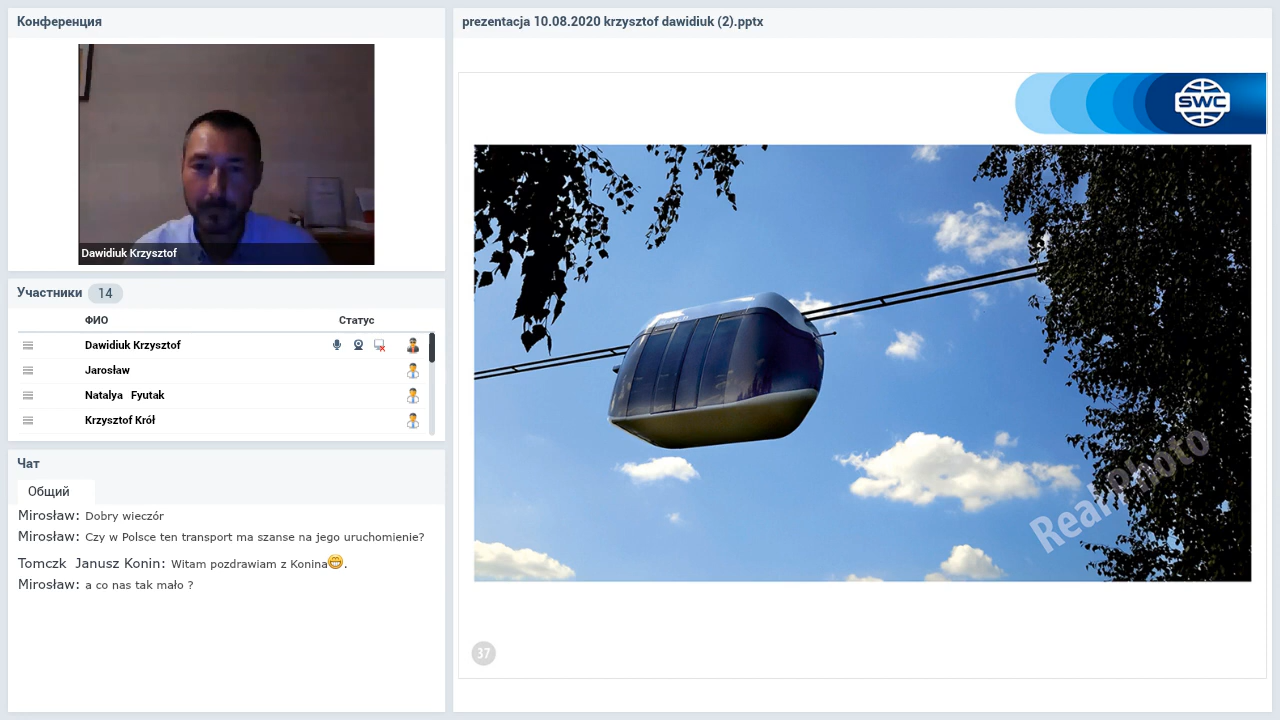 Конференция
Dawidiuk Krzysztof
Участники 14
ФИО Статус
Dawidiuk Krzysztof
Jarosław
Natalya Fyutak
Krzysztof Król
Чат
Общий
Mirosław: Dobry wieczór
Mirosław: Czy w Polsce ten transport ma szanse na jego uruchomienie?
Tomczk Janusz Konin: Witam pozdrawiam z Konina😁.
Mirosław: a co nas tak mało ?
prezentacja 10.08.2020 krzysztof dawidiuk (2).pptx
SWC
Real Photo
37